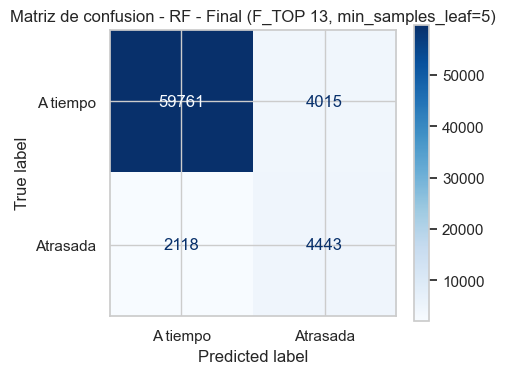 Matriz de confusion - RF - Final (F_TOP 13, min_samples_leaf=5)
True label
A tiempo
59761
4015
Atrasada
2118
4443
A tiempo
Atrasada
Predicted label
50000
40000
30000
20000
10000